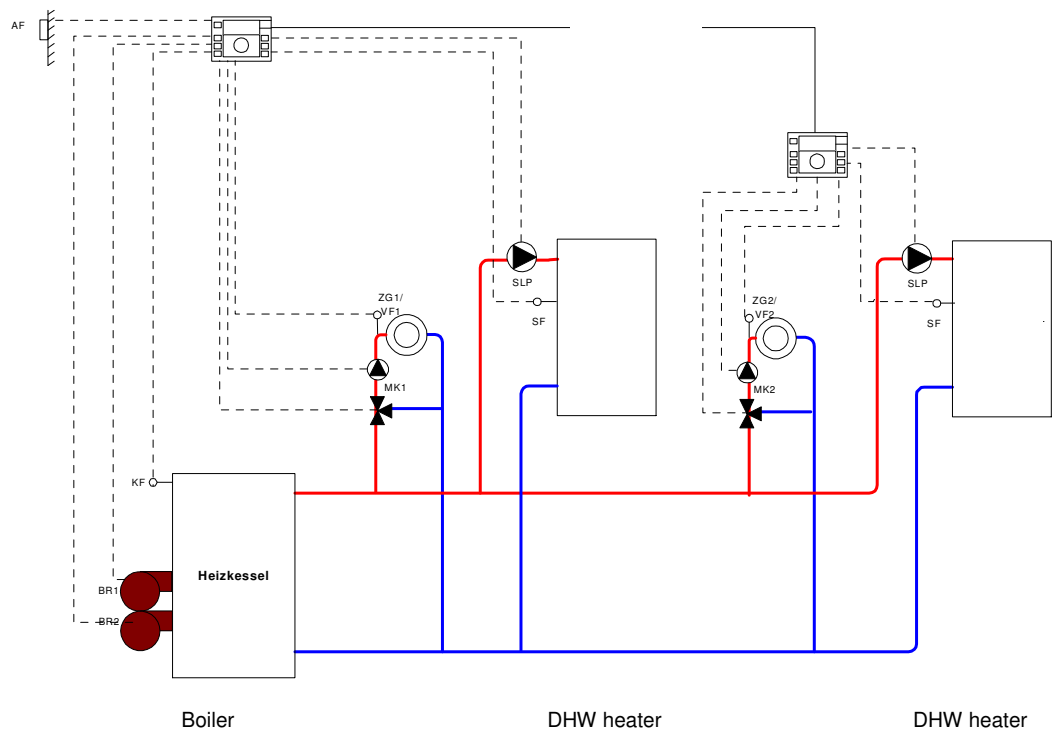 AF
SLP
SLP
ZG1/
VF1
ZG2/
VF2
SF
SF
MK1
MK2
KF
Heizkessel
BR1
BR2
Boiler
DHW heater
DHW heater